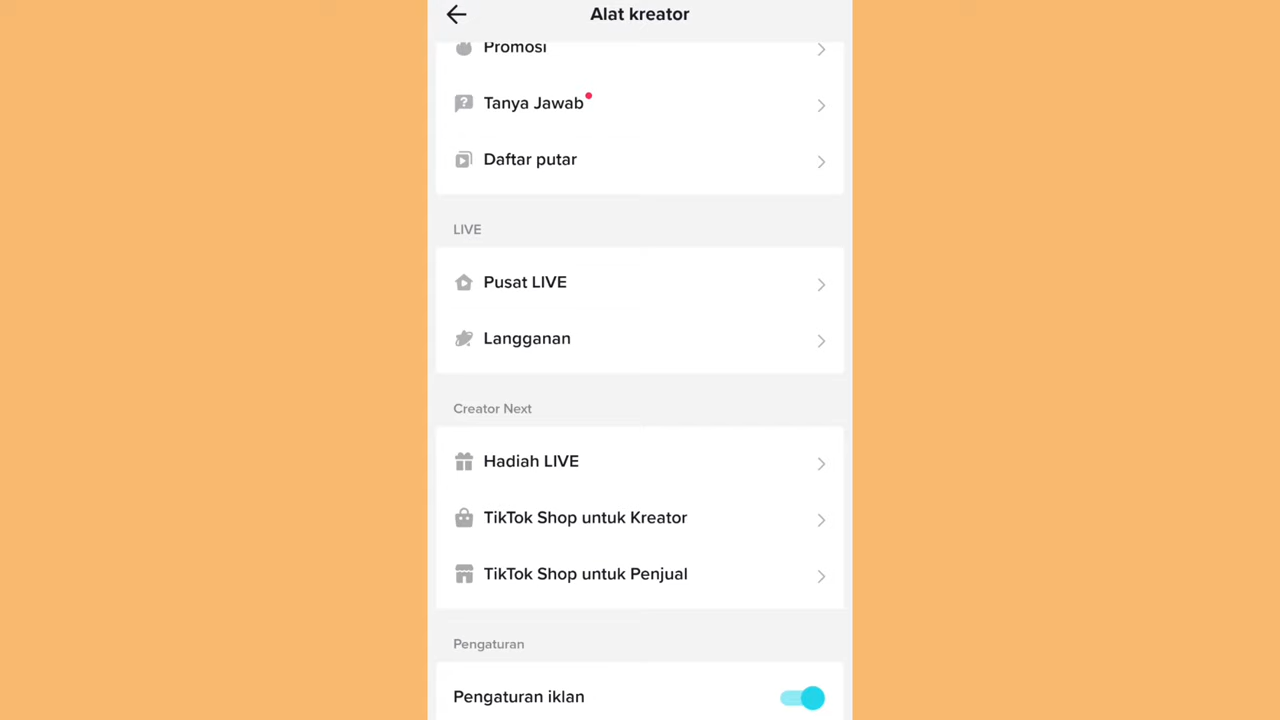 Alat kreator
Promosi
Tanya Jawab
Daftar putar
LIVE
Pusat LIVE
Langganan
Creator Next
Hadiah LIVE
TikTok Shop untuk Kreator
TikTok Shop untuk Penjual
Pengaturan
Pengaturan iklan